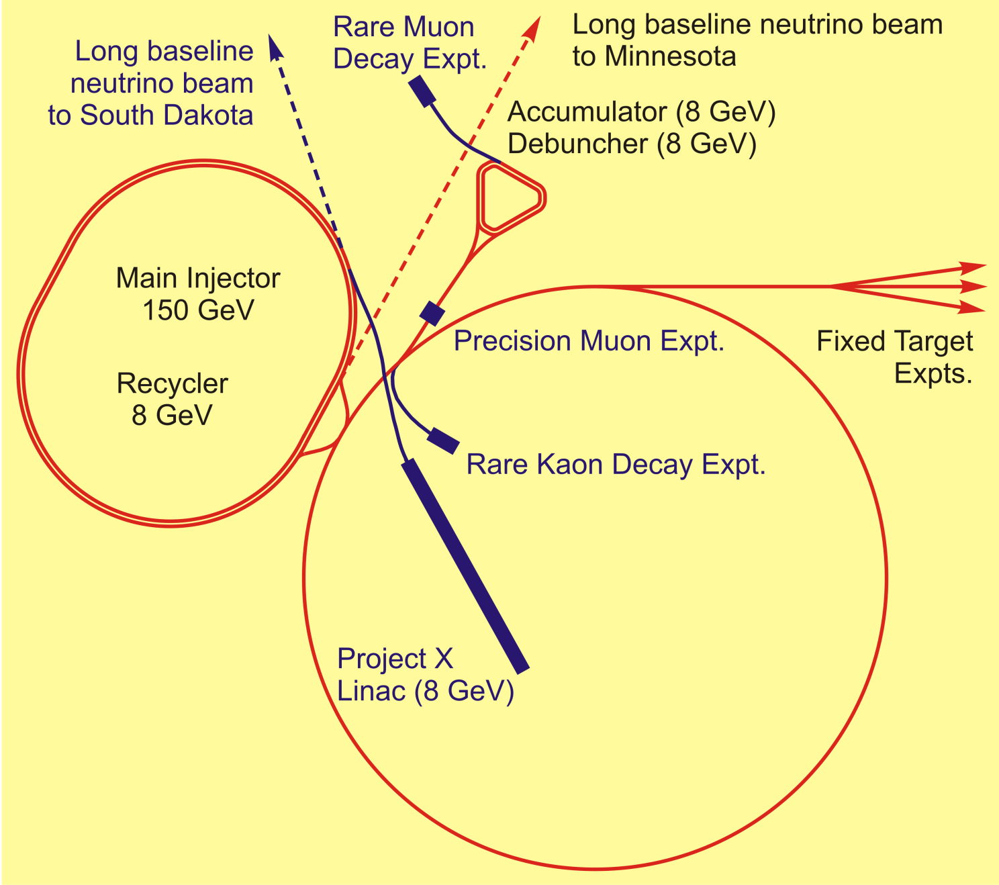 Long baseline
neutrino beam
to South Dakota
Rare Muon
Decay Expt.
Long baseline neutrino beam
to Minnesota
Accumulator (8 GeV)
Debuncher (8 GeV)
Main Injector
150 GeV
Recycler
8 GeV
Precision Muon Expt.
Fixed Target
Expts.
Rare Kaon Decay Expt.
Project X
Linac (8 GeV)